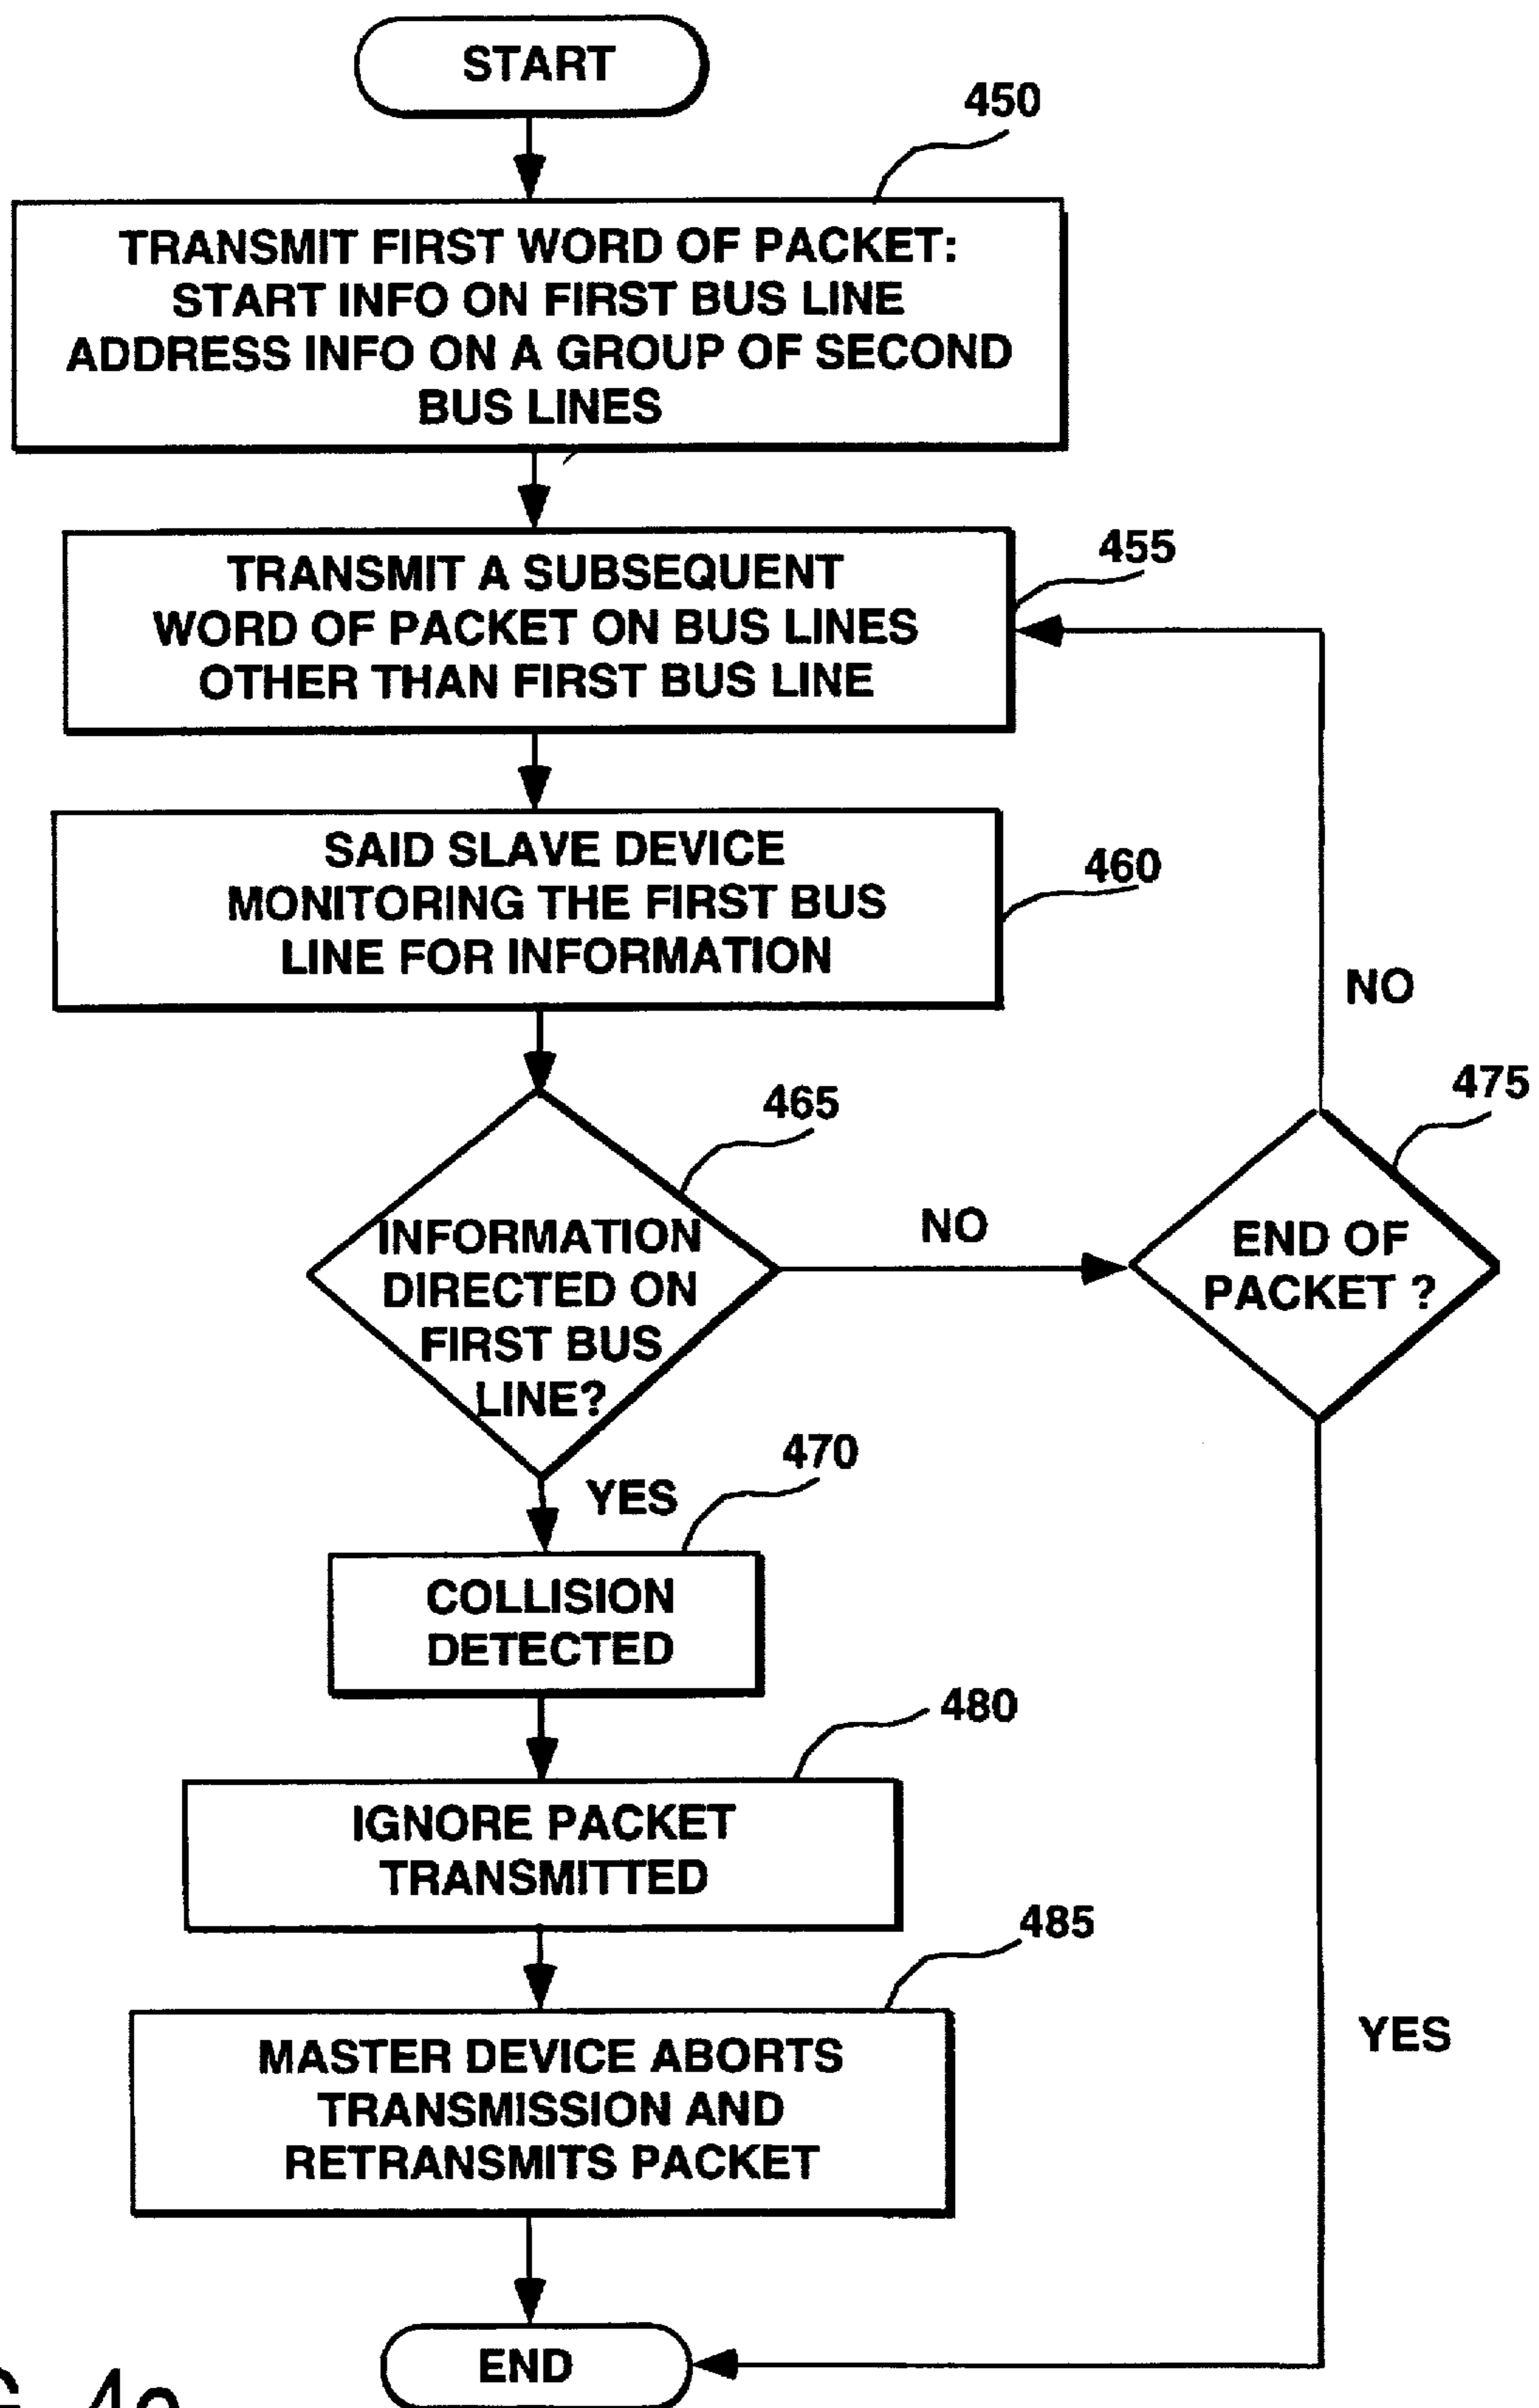 START
450
TRANSMIT FIRST WORD OF PACKET:
START INFO ON FIRST BUS LINE
ADDRESS INFO ON A GROUP OF SECOND
BUS LINES
455
TRANSMIT A SUBSEQUENT
WORD OF PACKET ON BUS LINES
OTHER THAN FIRST BUS LINE
460
SAID SLAVE DEVICE
MONITORING THE FIRST BUS
LINE FOR INFORMATION
NO
475
465
INFORMATION
DIRECTED ON
FIRST BUS
LINE?
NO
END OF
PACKET ?
470
YES
COLLISION
DETECTED
480
IGNORE PACKET
TRANSMITTED
485
MASTER DEVICE ABORTS
TRANSMISSION AND
RETRANSMITS PACKET
YES
END